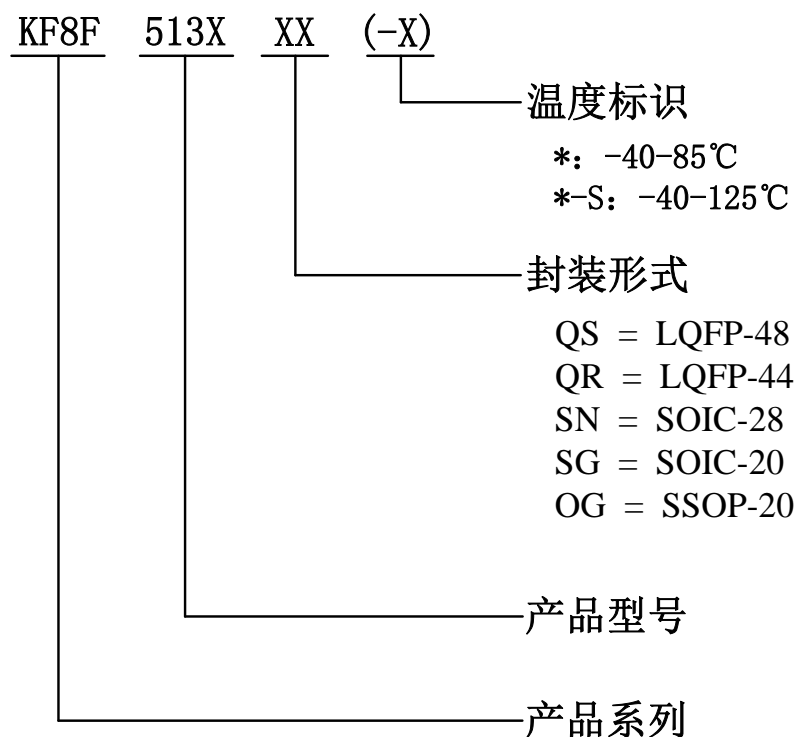 KF8F 513X XX (-X)
温度标识
*：-40-85℃
*-S：-40-125℃
封装形式
QS = LQFP-48
QR = LQFP-44
SN = SOIC-28
SG = SOIC-20
OG = SSOP-20
产品型号
产品系列